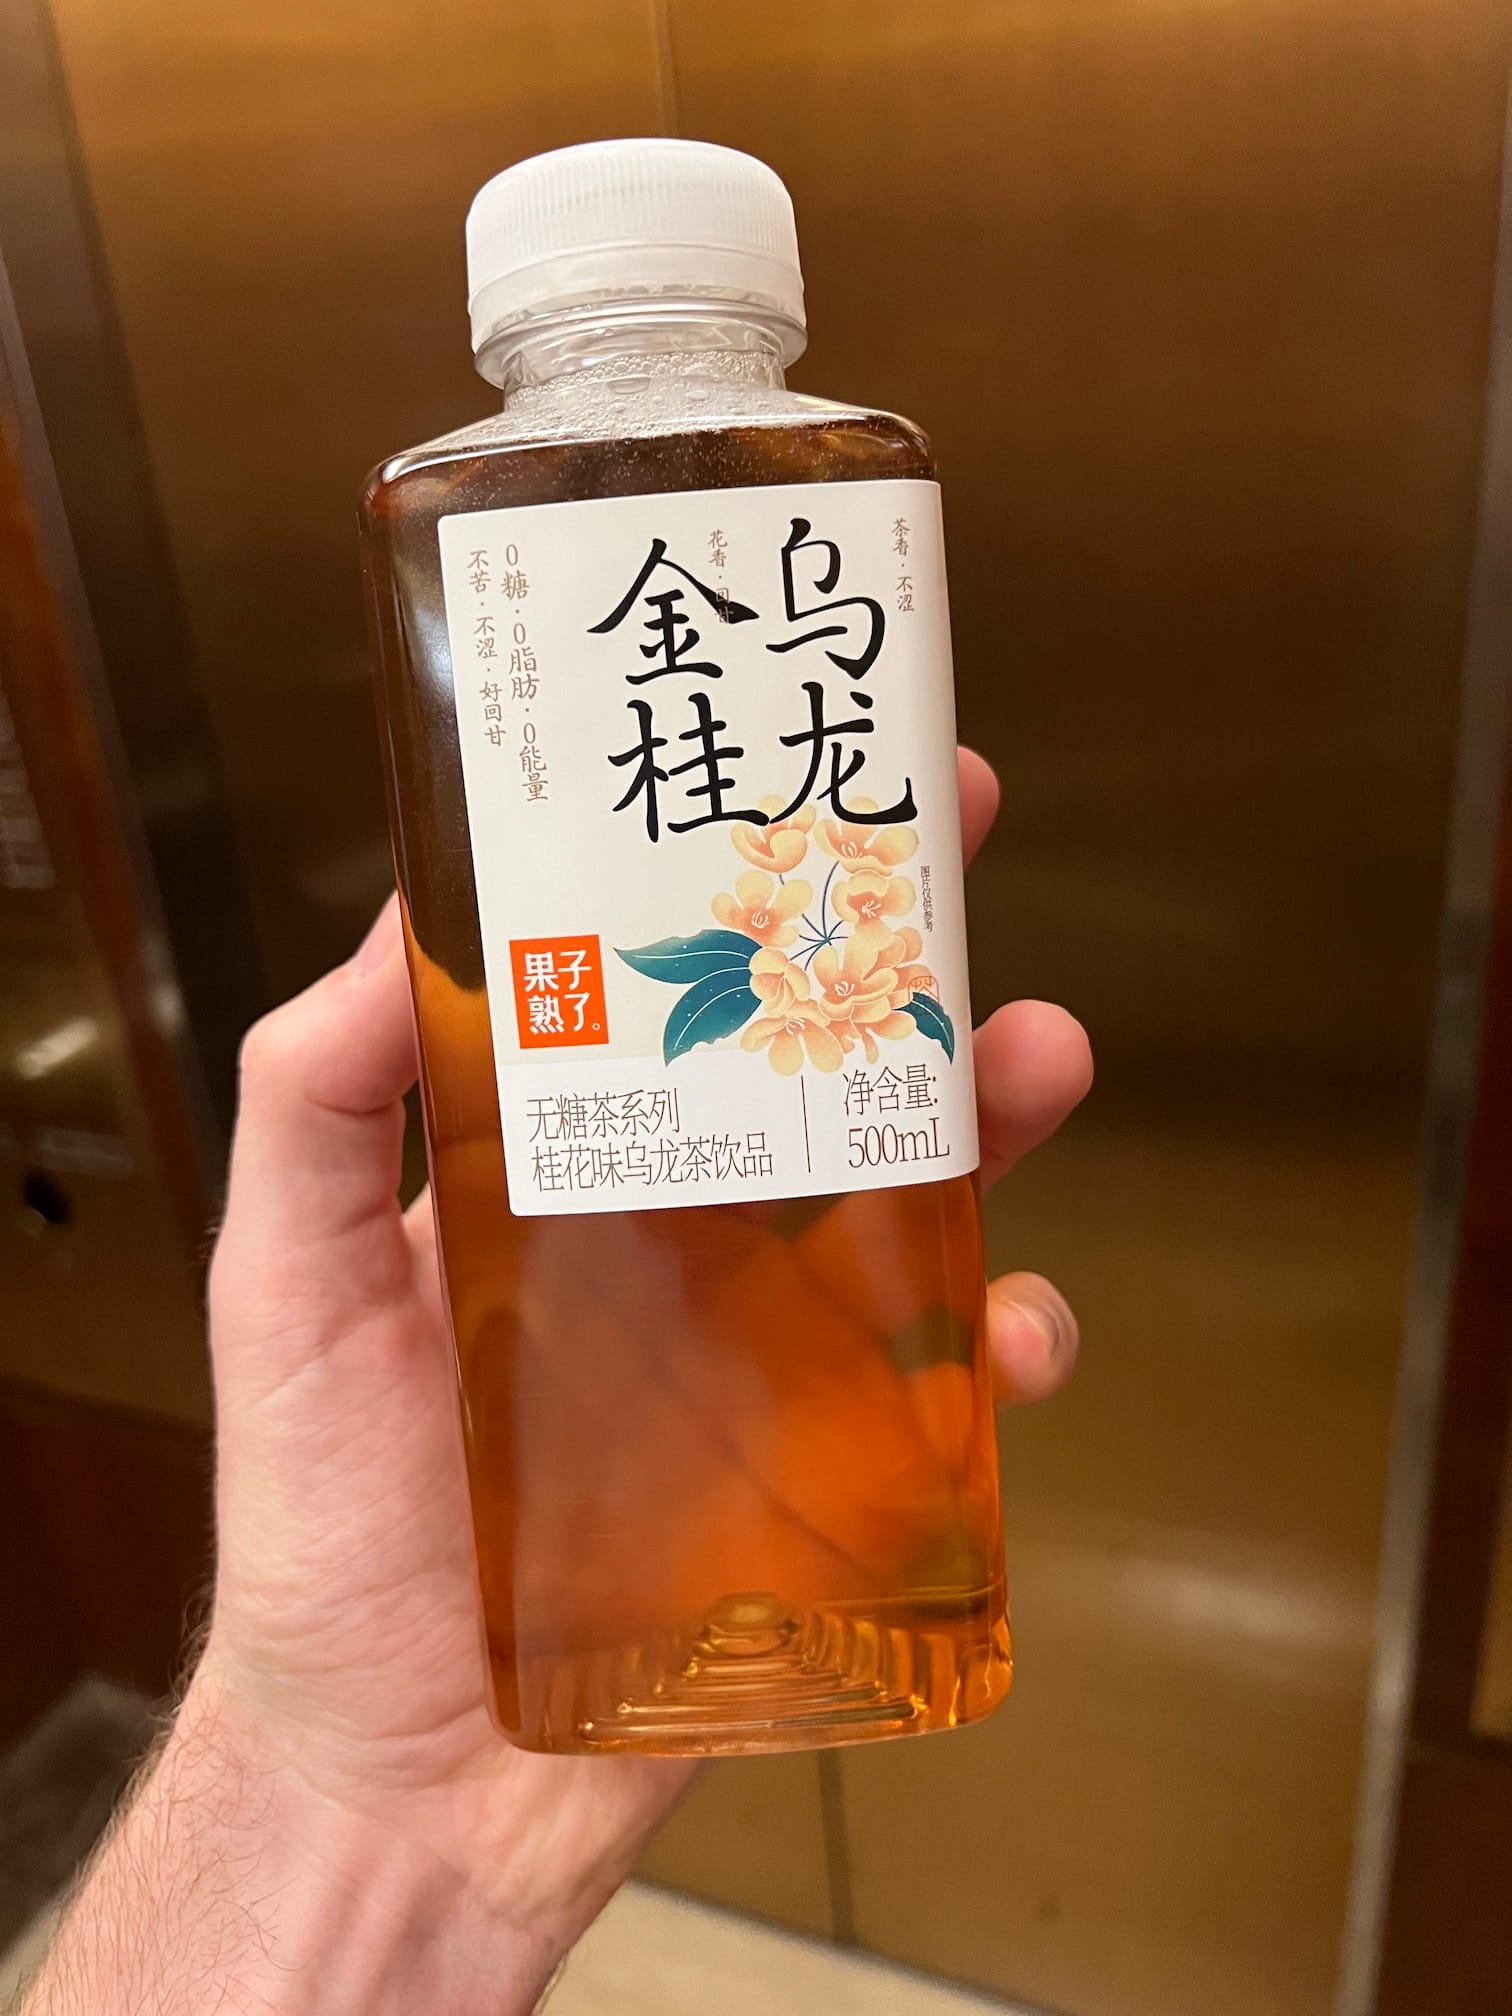 茶香·不涩
乌龙
花香·回甘
金桂
0糖·0脂肪·0能量
不苦·不涩·好回甘
图片仅供参考
果子
熟了。
无糖茶系列
桂花味乌龙茶饮品
净含量:
500mL